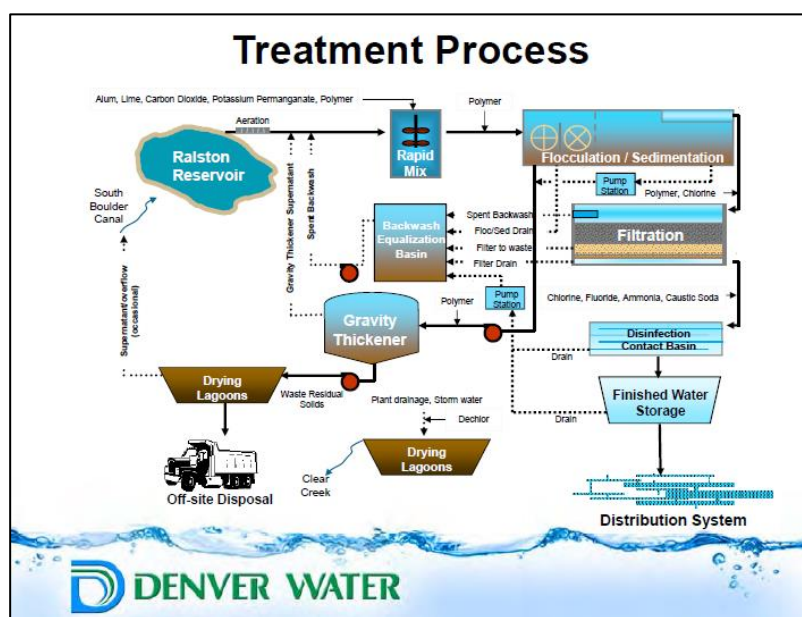 Treatment Process
Alum, Lime, Carbon Dioxide, Potassium Permanganate, Polymer
Aeration
Polymer
Ralston
Reservoir
Rapid
Mix
Flocculation / Sedimentation
South
Boulder
Canal
Pump
Station
Polymer, Chlorine
Gravity Thickener Supernatant
Spent Backwash
Backwash
Equalization
Basin
Spent Backwash
Floc/Sed Drain
Filter to waste
Filter Drain
Filtration
Supernatant/overflow
(occasional)
Pump
Station
Chlorine, Fluoride, Ammonia, Caustic Soda
Polymer
Gravity
Thickener
Disinfection
Contact Basin
Drain
Drying
Lagoons
Waste Residual
Solids
Plant drainage, Storm water
Dechlor
Finished Water
Storage
Drain
Drying
Lagoons
Clear
Creek
Off-site Disposal
Distribution System
DENVER WATER